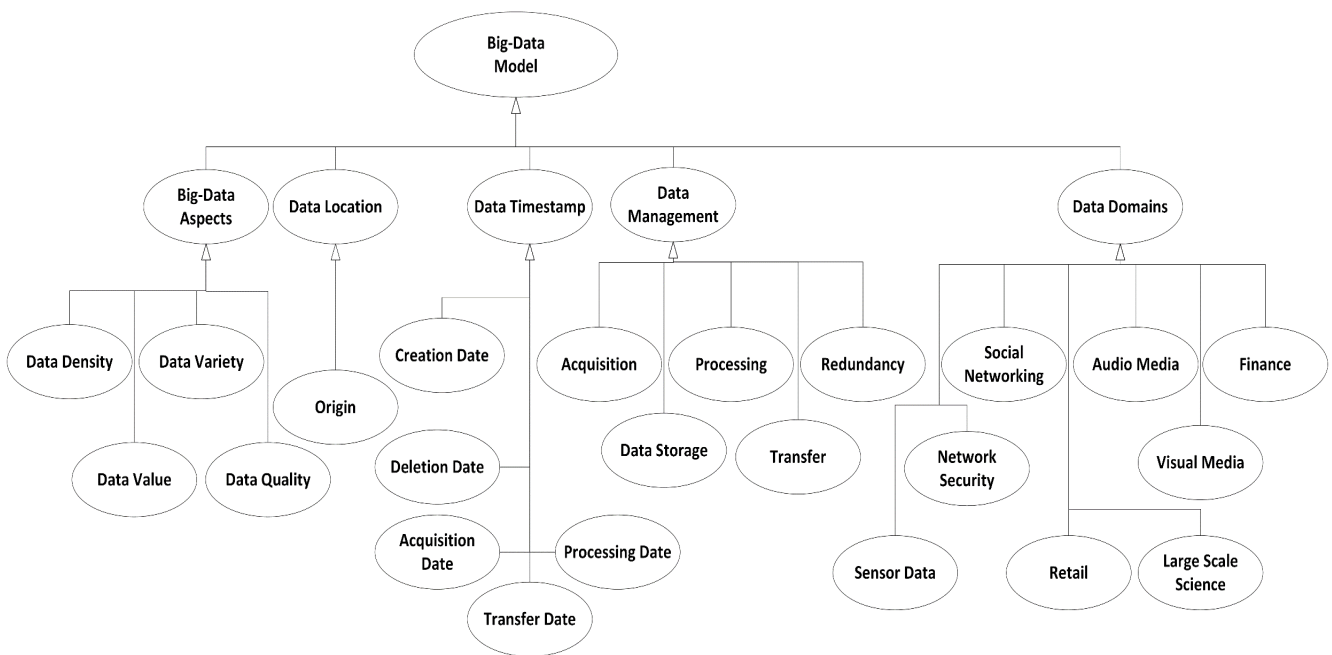 Big-Data
Model
Big-Data
Aspects
Data Location
Data Timestamp
Data
Management
Data Domains
Data Density
Data Variety
Creation Date
Acquisition
Processing
Redundancy
Social
Networking
Audio Media
Finance
Origin
Data Value
Data Quality
Deletion Date
Data Storage
Transfer
Network
Security
Visual Media
Acquisition
Date
Processing Date
Transfer Date
Sensor Data
Retail
Large Scale
Science